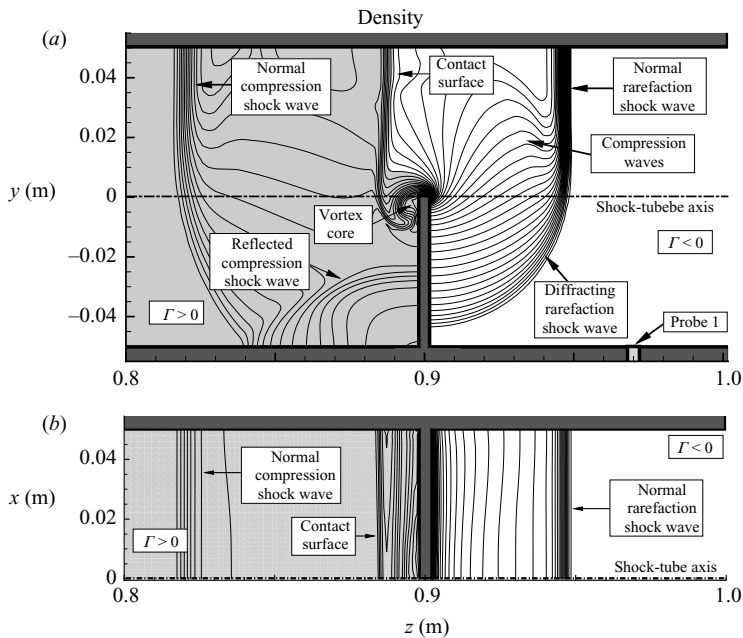 Density
(a)
0.04
0.02
0
−0.02
−0.04
y (m)
Normal
compression
shock wave
Contact
surface
Normal
rarefaction
shock wave
Compression
waves
Shock-tubebe axis
Vortex
core
Γ < 0
Reflected
compression
shock wave
Γ > 0
Diffracting
rarefaction
shock wave
Probe 1
0.8
0.9
1.0
(b)
0.04
0.02
0
x (m)
Normal
compression
shock wave
Γ < 0
Normal
rarefaction
shock wave
Contact
surface
Γ > 0
Shock-tube axis
0.8
0.9
1.0
z (m)